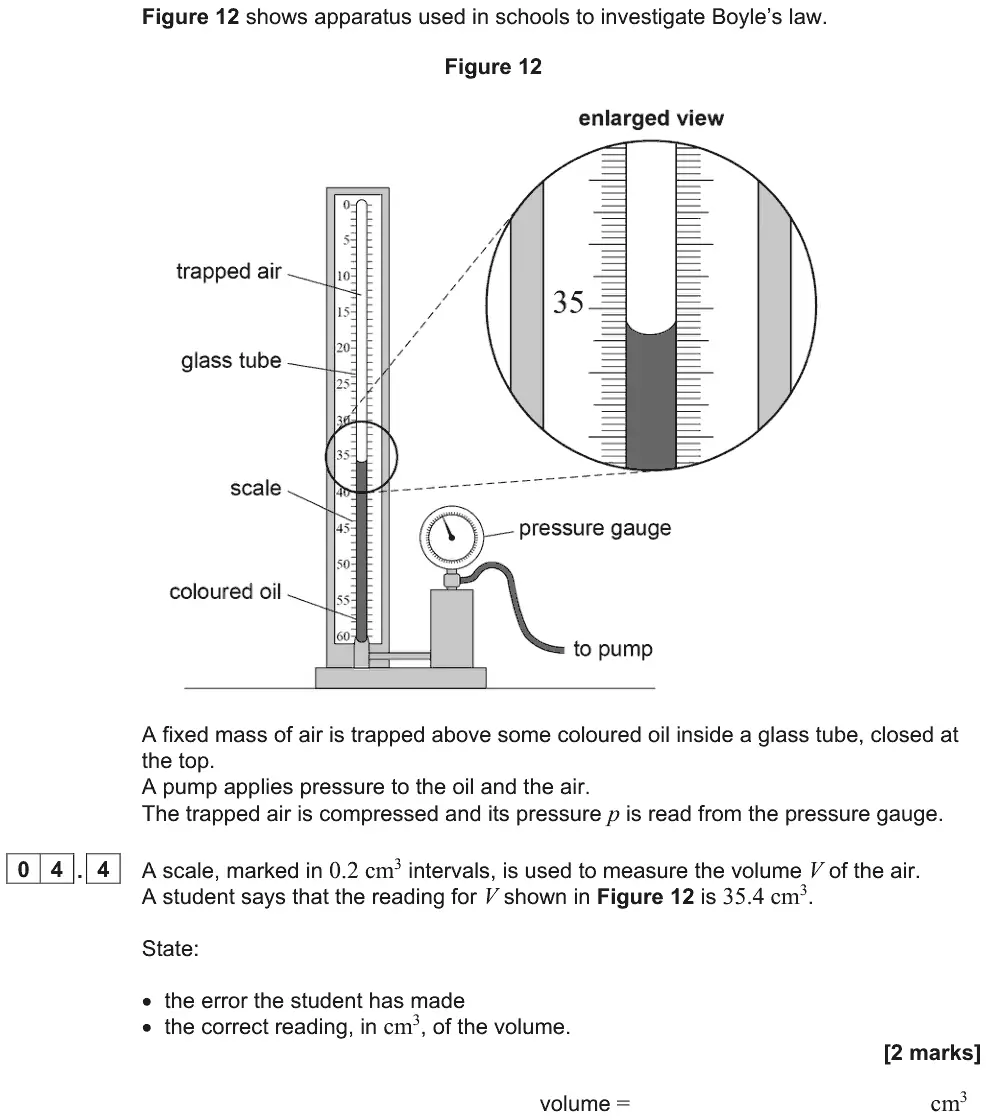 Figure 12 shows apparatus used in schools to investigate Boyle’s law.
Figure 12
enlarged view
0
5
trapped air
10
15
35
20
glass tube
25
30
35
scale
40
45
pressure gauge
50
coloured oil
55
60
to pump
A fixed mass of air is trapped above some coloured oil inside a glass tube, closed at
the top.
A pump applies pressure to the oil and the air.
The trapped air is compressed and its pressure p is read from the pressure gauge.
0 4 . 4 A scale, marked in 0.2 cm³ intervals, is used to measure the volume V of the air.
A student says that the reading for V shown in Figure 12 is 35.4 cm³.
State:
• the error the student has made
• the correct reading, in cm³, of the volume.
[2 marks]
volume = cm³